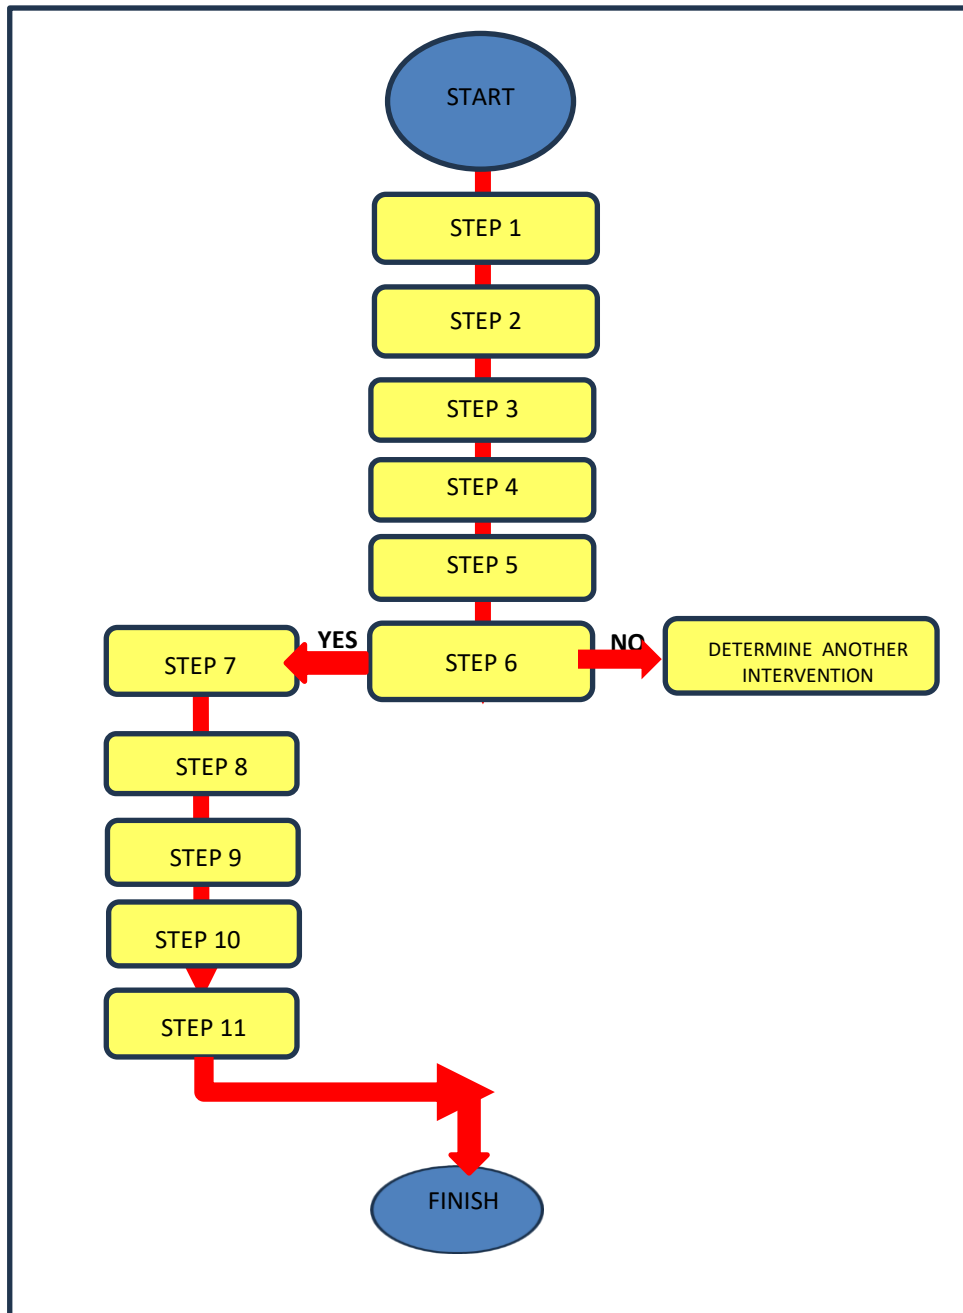 START
STEP 1
STEP 2
STEP 3
STEP 4
STEP 5
YES
NO
STEP 7
STEP 6
DETERMINE ANOTHER
INTERVENTION
STEP 8
STEP 9
STEP 10
STEP 11
FINISH